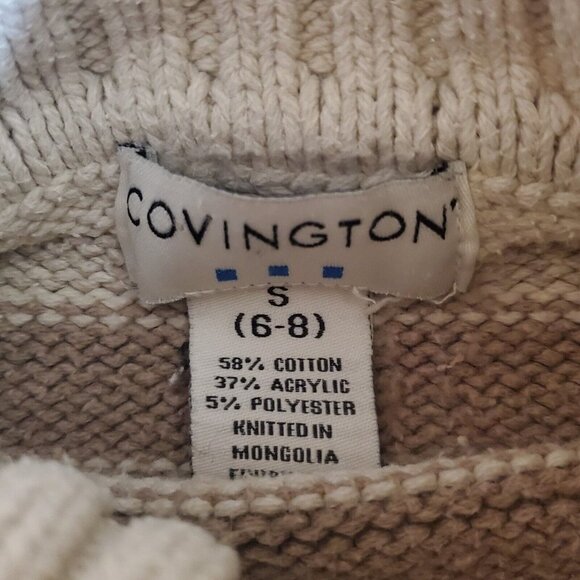 COVINGTON
S
(6-8)
58% COTTON
37% ACRYLIC
5% POLYESTER
KNITTED IN
MONGOLIA